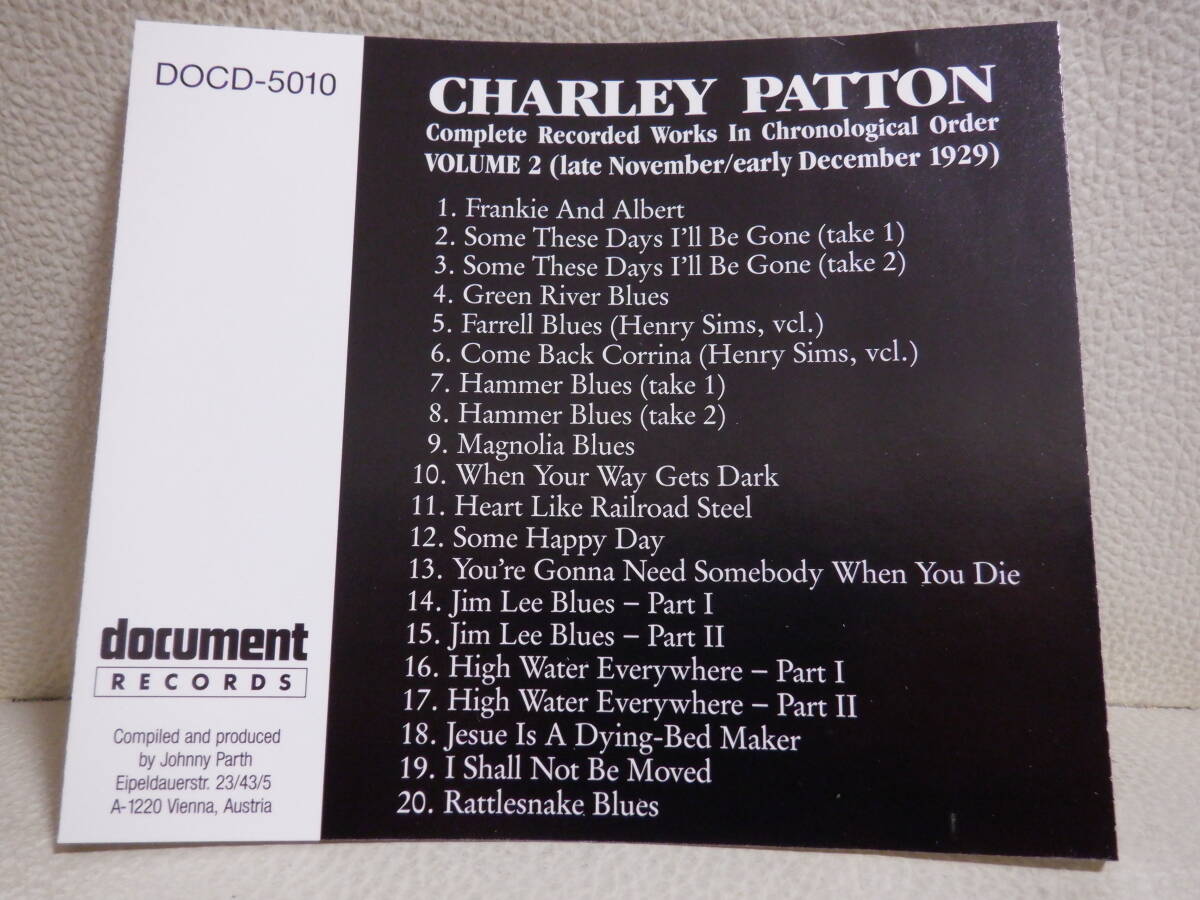 DOCD-5010
CHARLEY PATTON
Complete Recorded Works In Chronological Order
VOLUME 2 (late November/early December 1929)
1. Frankie And Albert
2. Some These Days I'll Be Gone (take 1)
3. Some These Days I'll Be Gone (take 2)
4. Green River Blues
5. Farrell Blues (Henry Sims, vcl.)
6. Come Back Corrina (Henry Sims, vcl.)
7. Hammer Blues (take 1)
8. Hammer Blues (take 2)
9. Magnolia Blues
10. When Your Way Gets Dark
11. Heart Like Railroad Steel
12. Some Happy Day
13. You're Gonna Need Somebody When You Die
14. Jim Lee Blues – Part I
15. Jim Lee Blues – Part II
16. High Water Everywhere – Part I
17. High Water Everywhere – Part II
18. Jesue Is A Dying-Bed Maker
19. I Shall Not Be Moved
20. Rattlesnake Blues
document
RECORDS
Compiled and produced
by Johnny Parth
Eipeldauerstr. 23/43/5
A-1220 Vienna, Austria